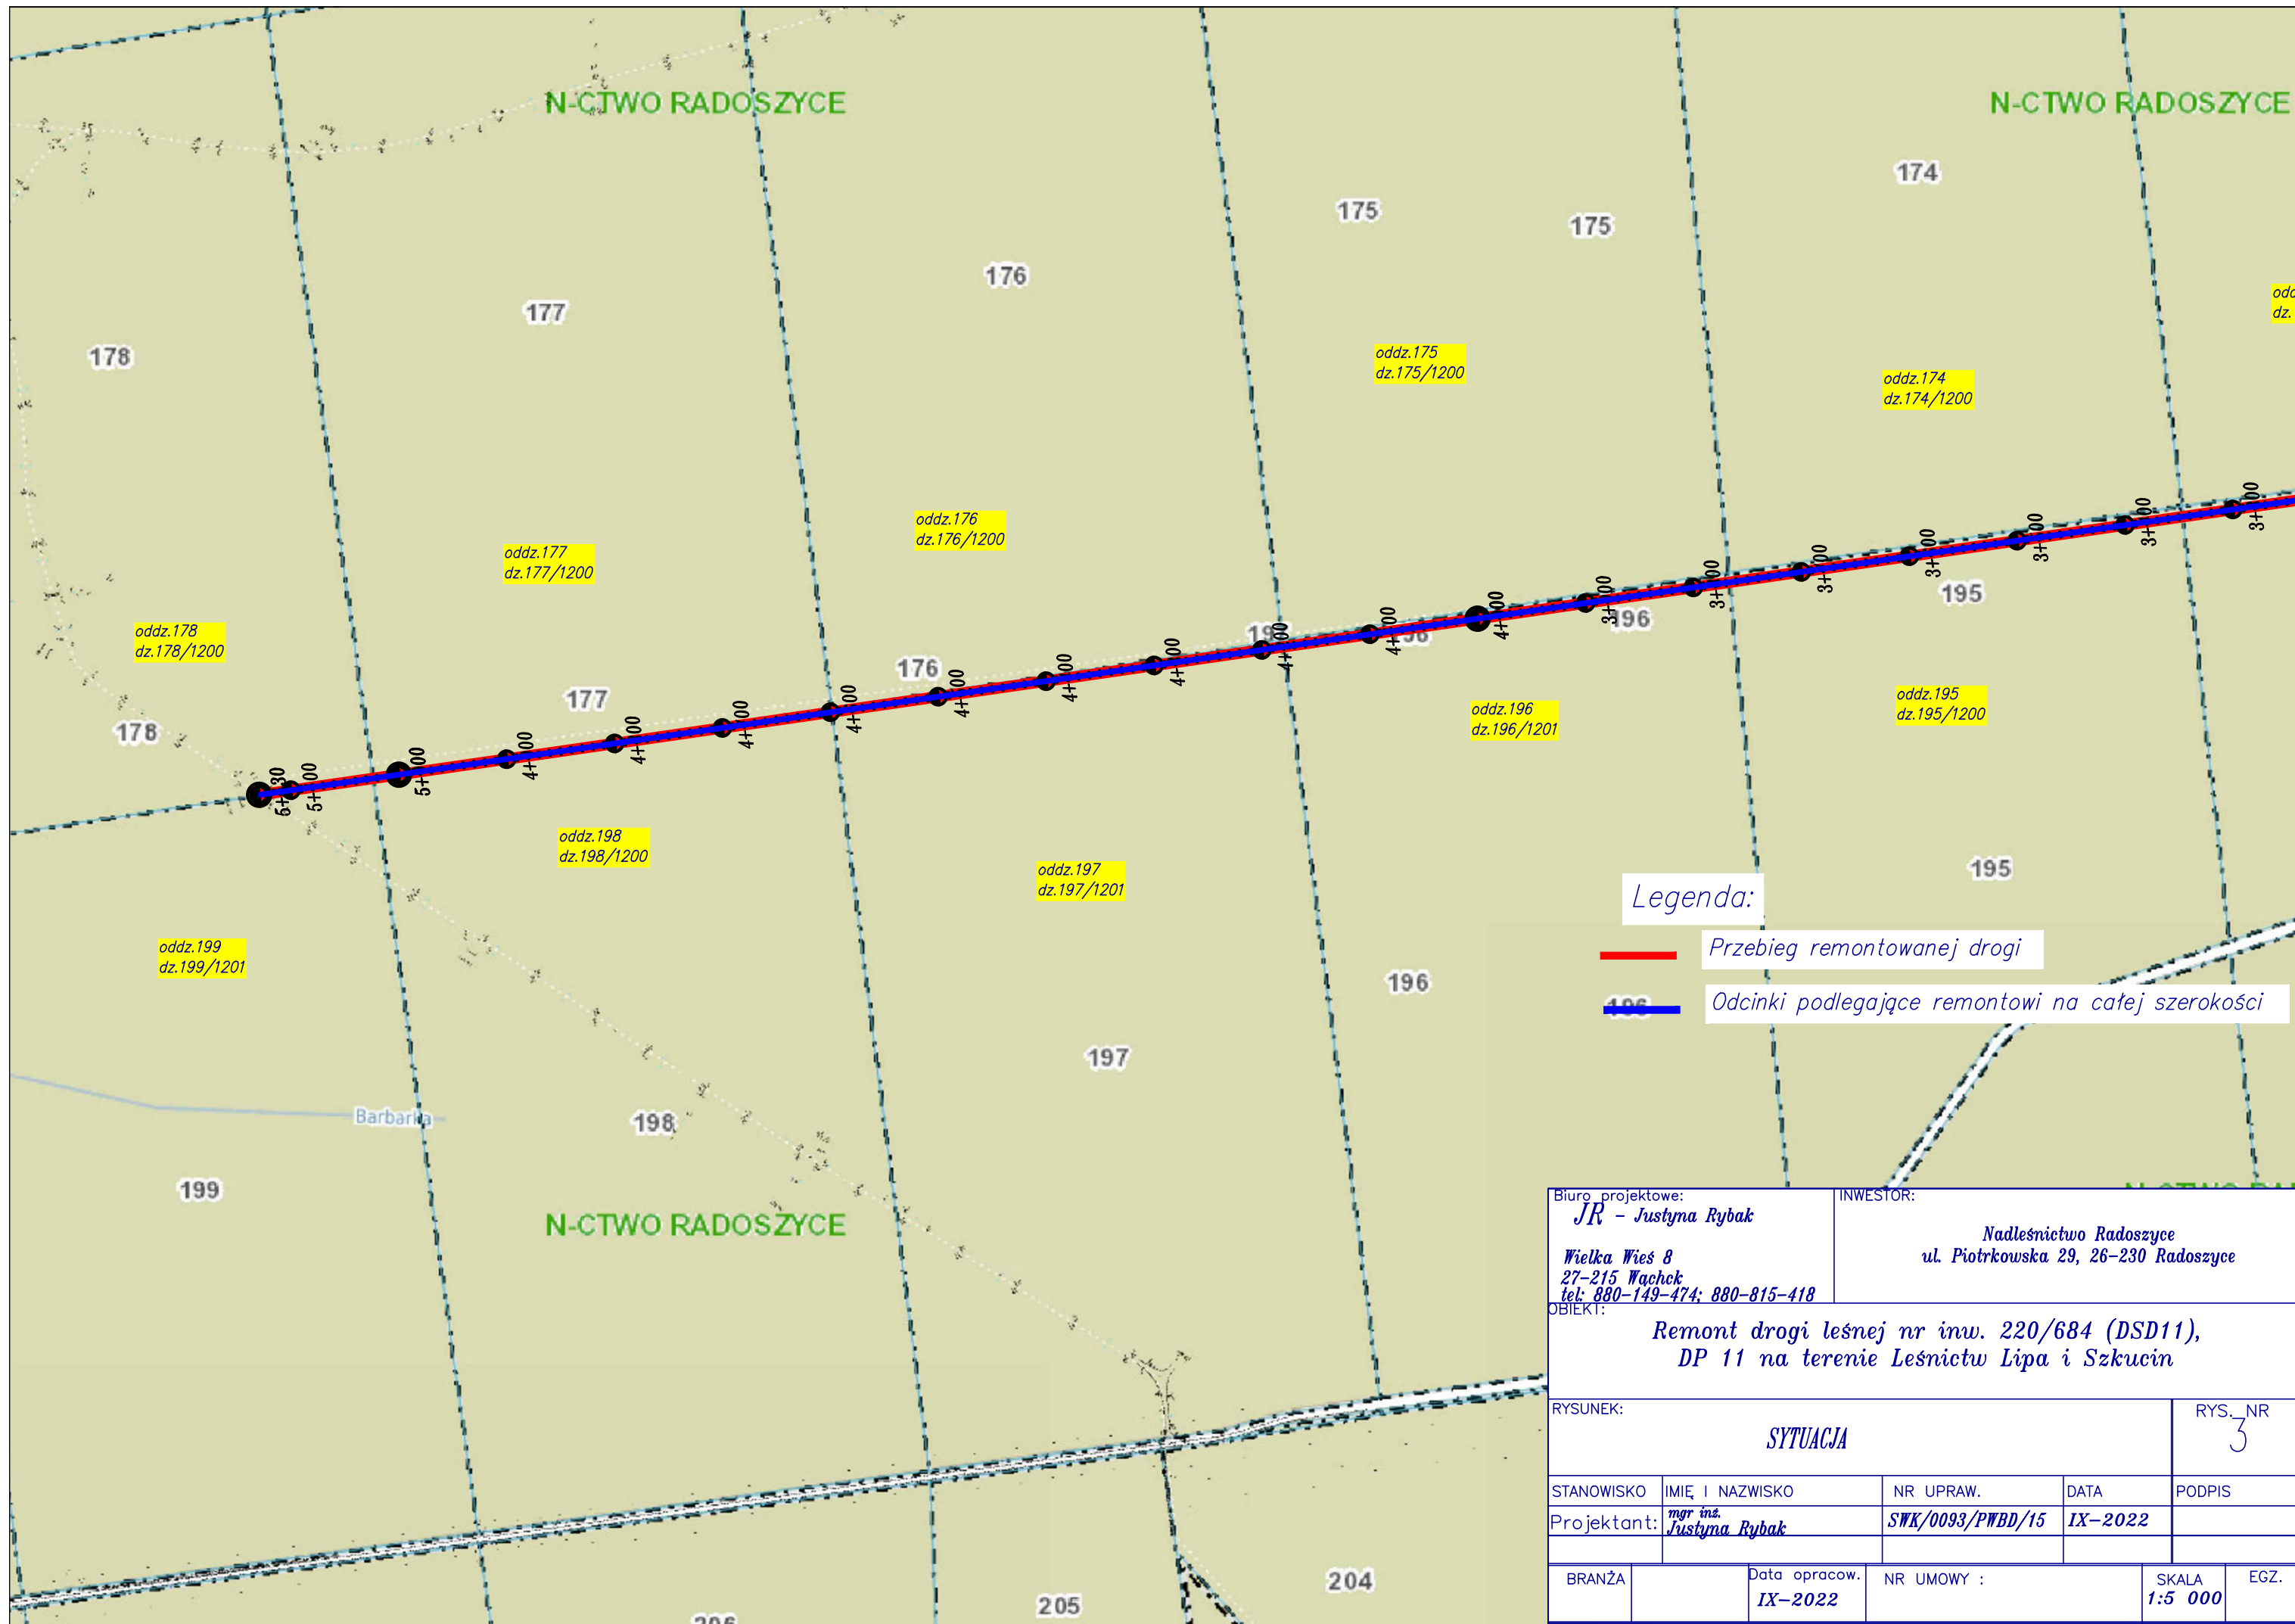 N-CTWO RADOSZYCE
N-CTWO RADOSZYCE
174
175
175
176
177
178
oddz.175
dz.175/1200
oddz.174
dz.174/1200
oddz.176
dz.176/1200
oddz.177
dz.177/1200
oddz.178
dz.178/1200
195
196
176
177
178
oddz.195
dz.195/1200
oddz.196
dz.196/1201
oddz.198
dz.198/1200
oddz.197
dz.197/1201
oddz.199
dz.199/1201
195
196
197
198
199
Barbarka
N-CTWO RADOSZYCE
204
205
Legenda:
Przebieg remontowanej drogi
Odcinki podlegające remontowi na całej szerokości
Biuro projektowe:
JR - Justyna Rybak
Wielka Wieś 8
27-215 Wąchck
tel: 880-149-474; 880-815-418
INWESTOR:
Nadleśnictwo Radoszyce
ul. Piotrkowska 29, 26-230 Radoszyce
OBIEKT:
Remont drogi leśnej nr inw. 220/684 (DSD11),
DP 11 na terenie Leśnictw Lipa i Szkucin
RYSUNEK:
SYTUACJA
RYS. NR
3
STANOWISKO IMIĘ I NAZWISKO NR UPRAW. DATA PODPIS
Projektant: mgr inż.
Justyna Rybak SWK/0093/PWBD/15 IX-2022
BRANŻA
Data opracow.
IX-2022
NR UMOWY :
SKALA
1:5 000
EGZ.